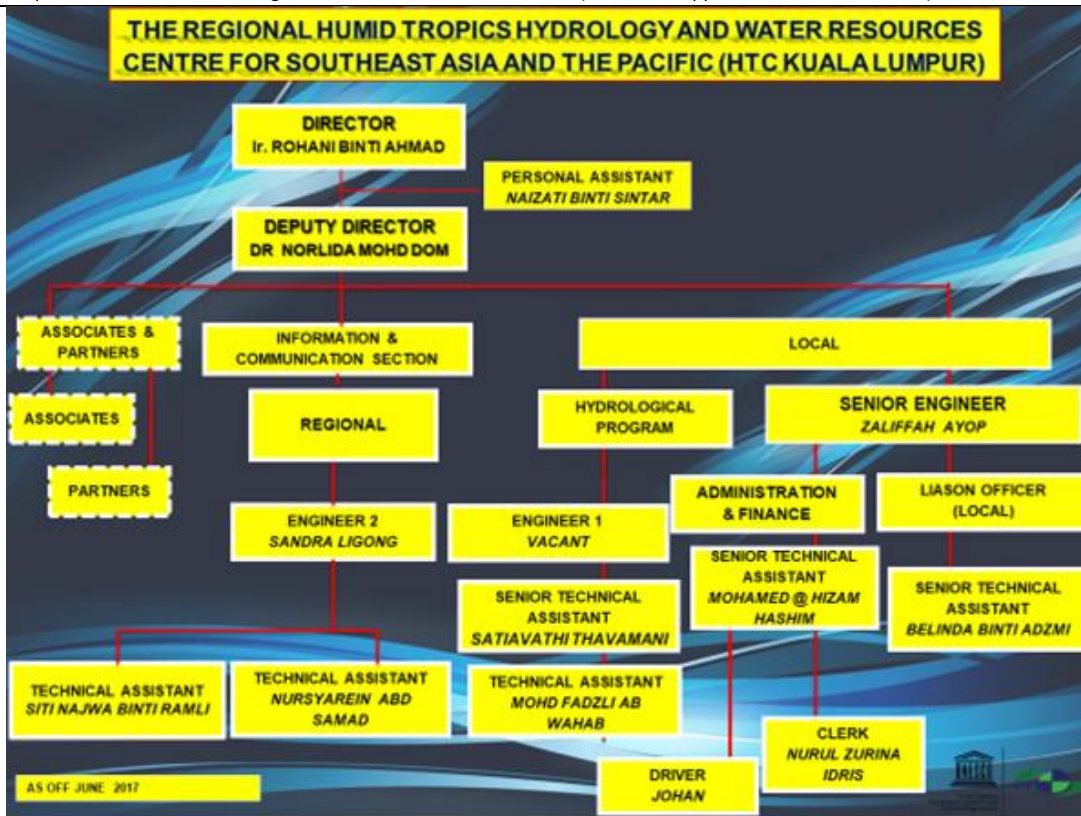 THE REGIONAL HUMID TROPICS HYDROLOGY AND WATER RESOURCES
CENTRE FOR SOUTHEAST ASIA AND THE PACIFIC (HTC KUALA LUMPUR)
DIRECTOR
Ir. ROHANI BINTI AHMAD
PERSONAL ASSISTANT
NAIZATI BINTI SINTAR
DEPUTY DIRECTOR
DR NORLIDA MOHD DOM
ASSOCIATES &
PARTNERS
INFORMATION &
COMMUNICATION SECTION
LOCAL
ASSOCIATES
REGIONAL
HYDROLOGICAL
PROGRAM
SENIOR ENGINEER
ZALIFFAH AYOP
PARTNERS
ENGINEER 2
SANDRA LIGONG
ENGINEER 1
VACANT
ADMINISTRATION
& FINANCE
LIASON OFFICER
(LOCAL)
SENIOR TECHNICAL
ASSISTANT
SATIAVATHI THAVAMANI
SENIOR TECHNICAL
ASSISTANT
MOHAMED @ HIZAM
HASHIM
SENIOR TECHNICAL
ASSISTANT
BELINDA BINTI ADZMI
TECHNICAL ASSISTANT
SITI NAJWA BINTI RAMLI
TECHNICAL ASSISTANT
NURSYAREIN ABD
SAMAD
TECHNICAL ASSISTANT
MOHD FADZLI AB
WAHAB
CLERK
NURUL ZURINA
IDRIS
DRIVER
JOHAN
AS OFF JUNE 2017
UNESCO